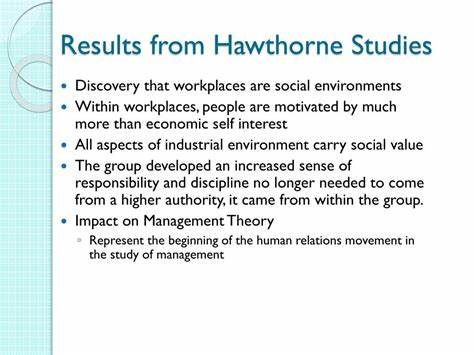 Results from Hawthorne Studies
• Discovery that workplaces are social environments
• Within workplaces, people are motivated by much
more than economic self interest
• All aspects of industrial environment carry social value
• The group developed an increased sense of
responsibility and discipline no longer needed to come
from a higher authority, it came from within the group.
• Impact on Management Theory
▫ Represent the beginning of the human relations movement in
the study of management